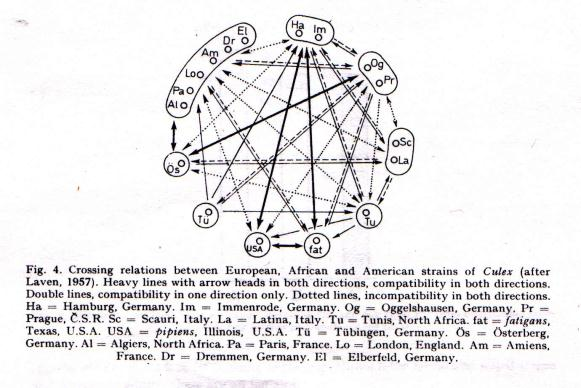 El
Dr
Am
Lo
Pa
Al
Ha Im
Og
Pr
Sc
La
Ös
Tü
USA
fat
Tu
Fig. 4. Crossing relations between European, African and American strains of Culex (after
Laven, 1957). Heavy lines with arrow heads in both directions, compatibility in both directions.
Double lines, compatibility in one direction only. Dotted lines, incompatibility in both directions.
Ha = Hamburg, Germany. Im = Immenrode, Germany. Og = Oggelshausen, Germany. Pr =
Prague, Č.S.R. Sc = Scauri, Italy. La = Latina, Italy. Tu = Tunis, North Africa. fat = fatigans,
Texas, U.S.A. USA = pipiens, Illinois, U.S.A. Tü = Tübingen, Germany. Ös = Österberg,
Germany. Al = Algiers, North Africa. Pa = Paris, France. Lo = London, England. Am = Amiens,
France. Dr = Dremmen, Germany. El = Elberfeld, Germany.